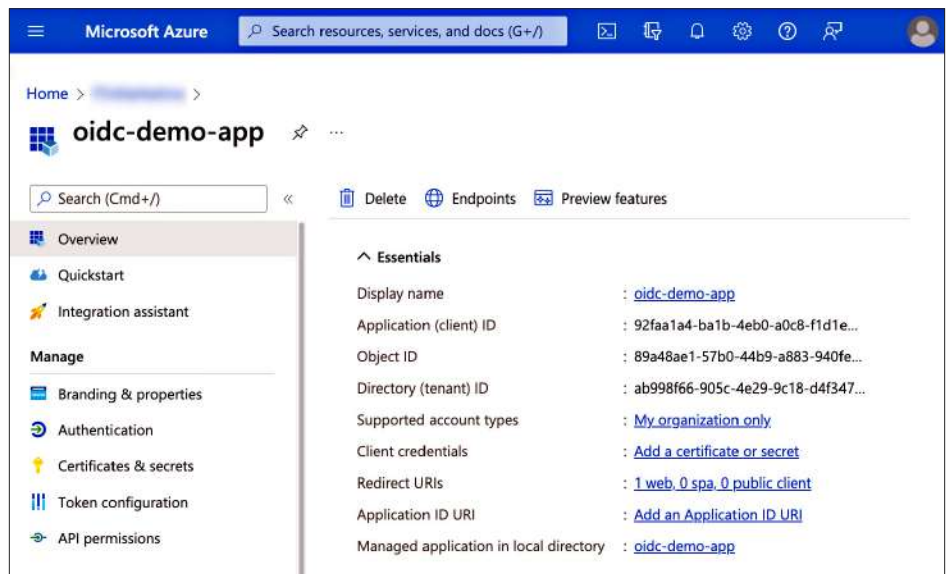 Microsoft Azure
Search resources, services, and docs (G+/)
Home > >
oidc-demo-app
Search (Cmd+/)
«
Delete
Endpoints
Preview features
Overview
Quickstart
Integration assistant
Manage
Branding & properties
Authentication
Certificates & secrets
Token configuration
API permissions
Essentials
Display name : oidc-demo-app
Application (client) ID : 92faa1a4-ba1b-4eb0-a0c8-f1d1e...
Object ID : 89a48ae1-57b0-44b9-a883-940fe...
Directory (tenant) ID : ab998f66-905c-4e29-9c18-d4f347...
Supported account types : My organization only
Client credentials : Add a certificate or secret
Redirect URIs : 1 web, 0 spa, 0 public client
Application ID URI : Add an Application ID URI
Managed application in local directory : oidc-demo-app